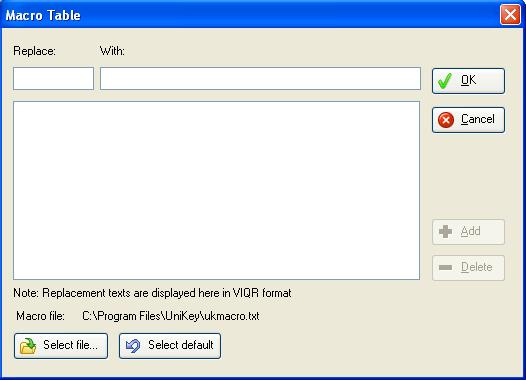 Macro Table
Replace: With:
OK
Cancel
Add
Delete
Note: Replacement texts are displayed here in VIQR format
Macro file: C:\Program Files\UniKey\ukmacro.txt
Select file... Select default